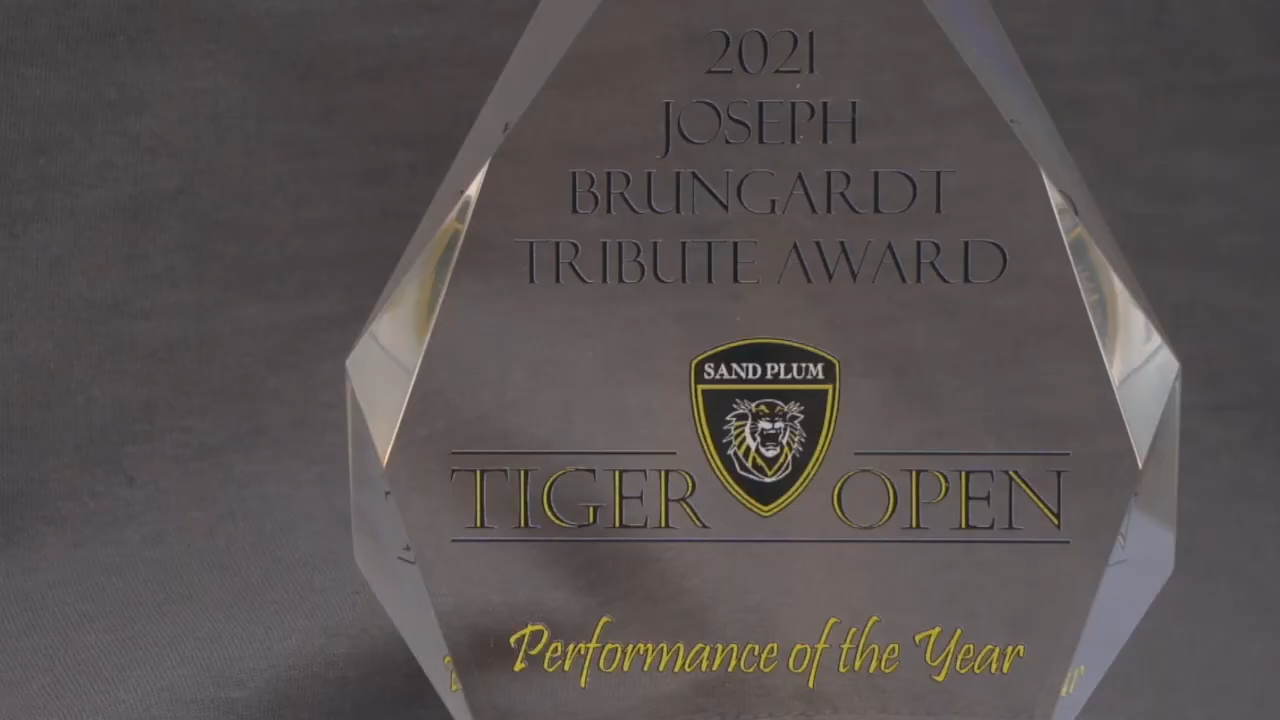 2021
JOSEPH
BRUNGARDT
TRIBUTE AWARD
SAND PLUM
TIGER OPEN
Performance of the Year